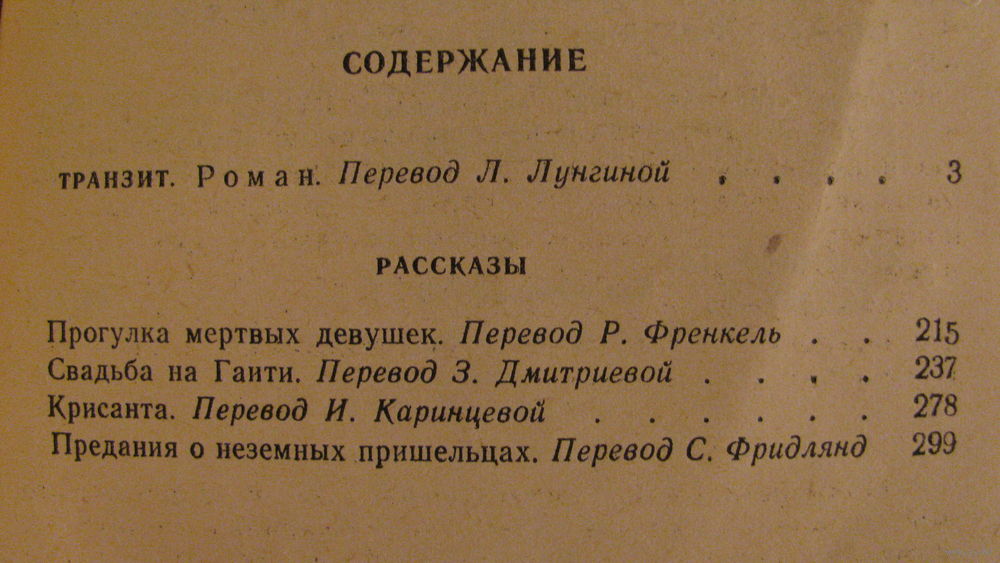 СОДЕРЖАНИЕ
ТРАНЗИТ. Роман. Перевод Л. Лунгиной . . . . 3
РАССКАЗЫ
Прогулка мертвых девушек. Перевод Р. Френкель . . 215
Свадьба на Гаити. Перевод З. Дмитриевой . . . . 237
Крисанта. Перевод И. Каринцевой . . . . . . 278
Предания о неземных пришельцах. Перевод С. Фридлянд 299